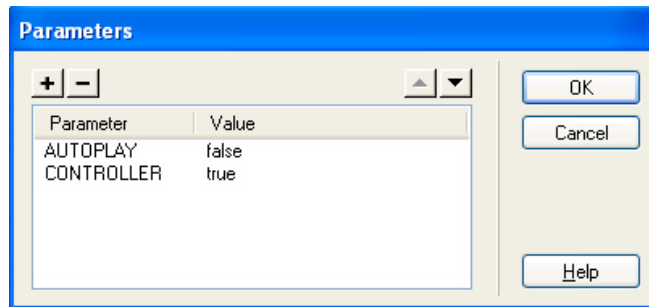 Parameters
+ −
OK
Parameter Value
Cancel
AUTOPLAY false
CONTROLLER true
Help